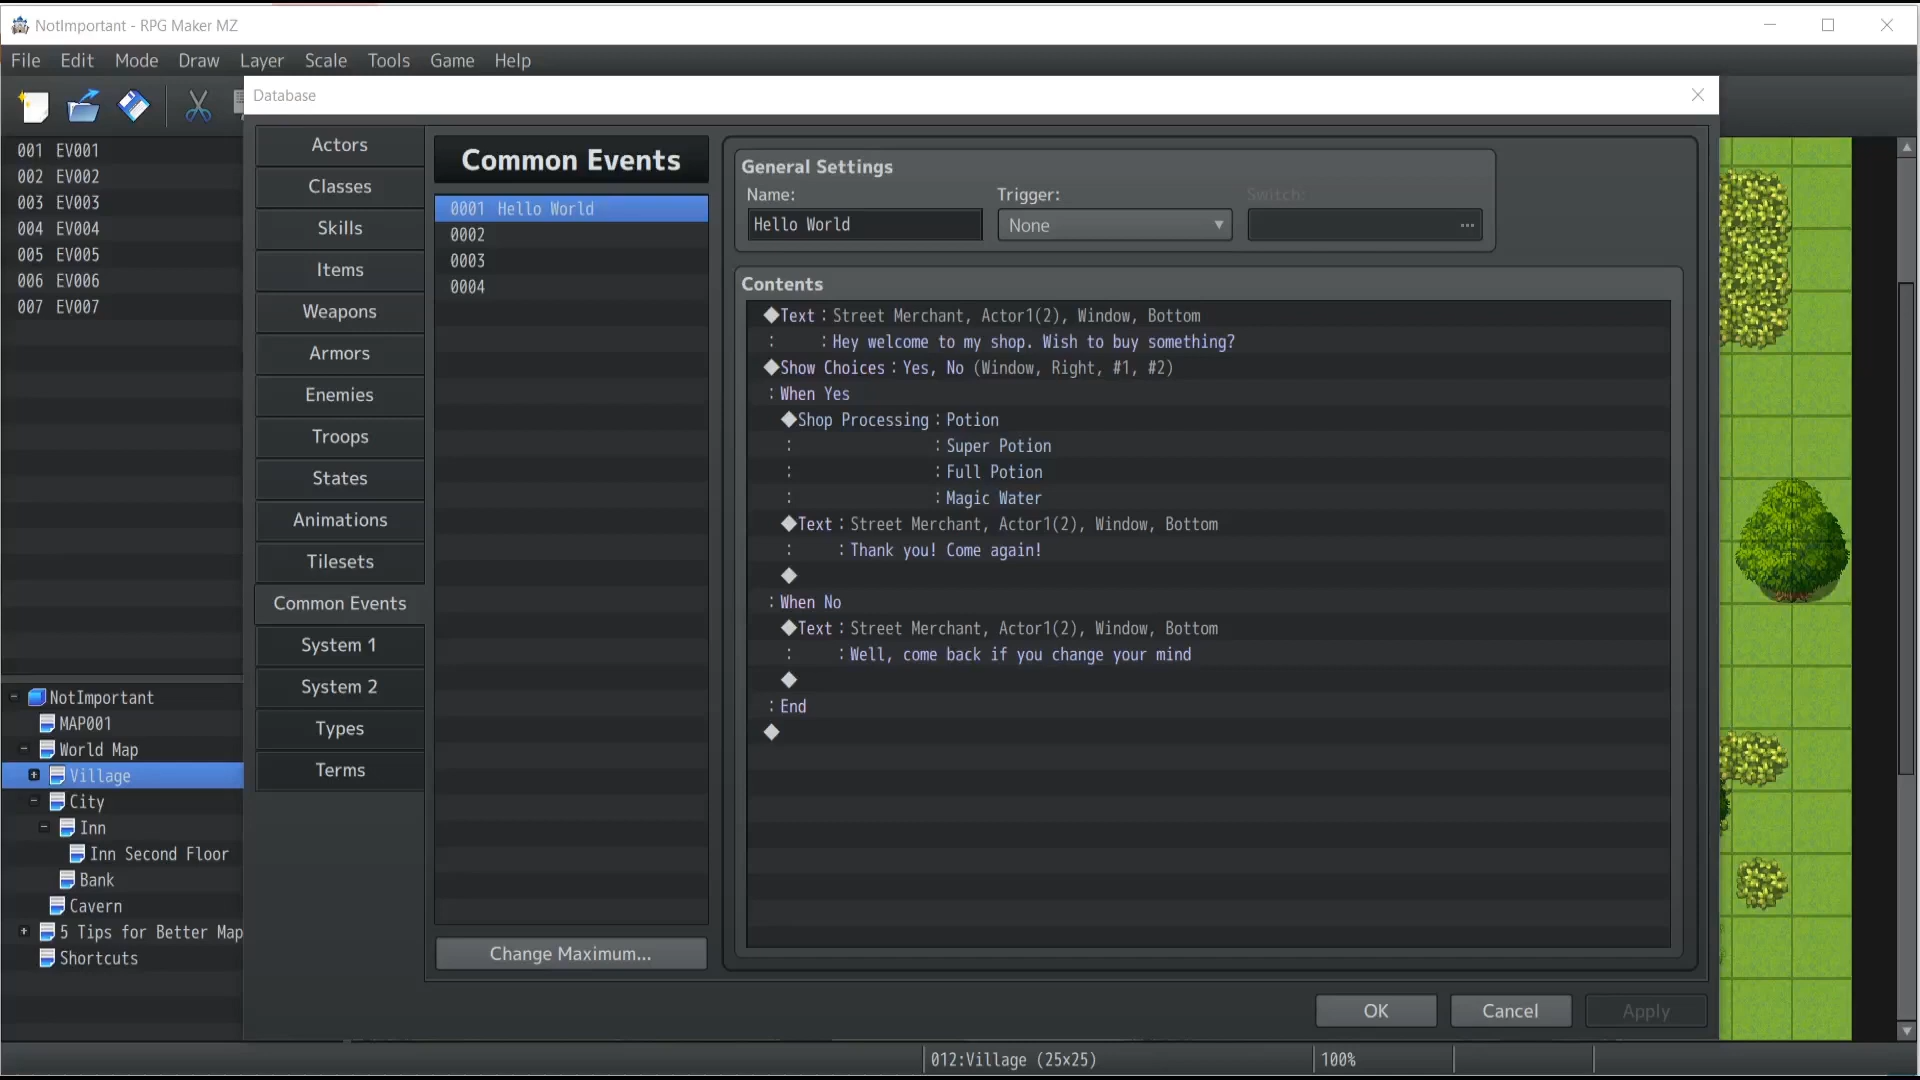 NotImportant - RPG Maker MZ
File Edit Mode Draw Layer Scale Tools Game Help
Database
001 EV001
002 EV002
003 EV003
004 EV004
005 EV005
006 EV006
007 EV007
NotImportant
MAP001
World Map
Village
City
Inn
Inn Second Floor
Bank
Cavern
5 Tips for Better Map
Shortcuts
Actors
Classes
Skills
Items
Weapons
Armors
Enemies
Troops
States
Animations
Tilesets
Common Events
System 1
System 2
Types
Terms
Common Events
0001 Hello World
0002
0003
0004
Change Maximum...
General Settings
Name: Trigger: Switch:
Hello World None ...
Contents
◆Text : Street Merchant, Actor1(2), Window, Bottom
: : Hey welcome to my shop. Wish to buy something?
◆Show Choices : Yes, No (Window, Right, #1, #2)
: When Yes
◆Shop Processing : Potion
: : Super Potion
: : Full Potion
: : Magic Water
◆Text : Street Merchant, Actor1(2), Window, Bottom
: : Thank you! Come again!
◆
: When No
◆Text : Street Merchant, Actor1(2), Window, Bottom
: : Well, come back if you change your mind
◆
: End
◆
OK Cancel Apply
012:Village (25x25) 100%